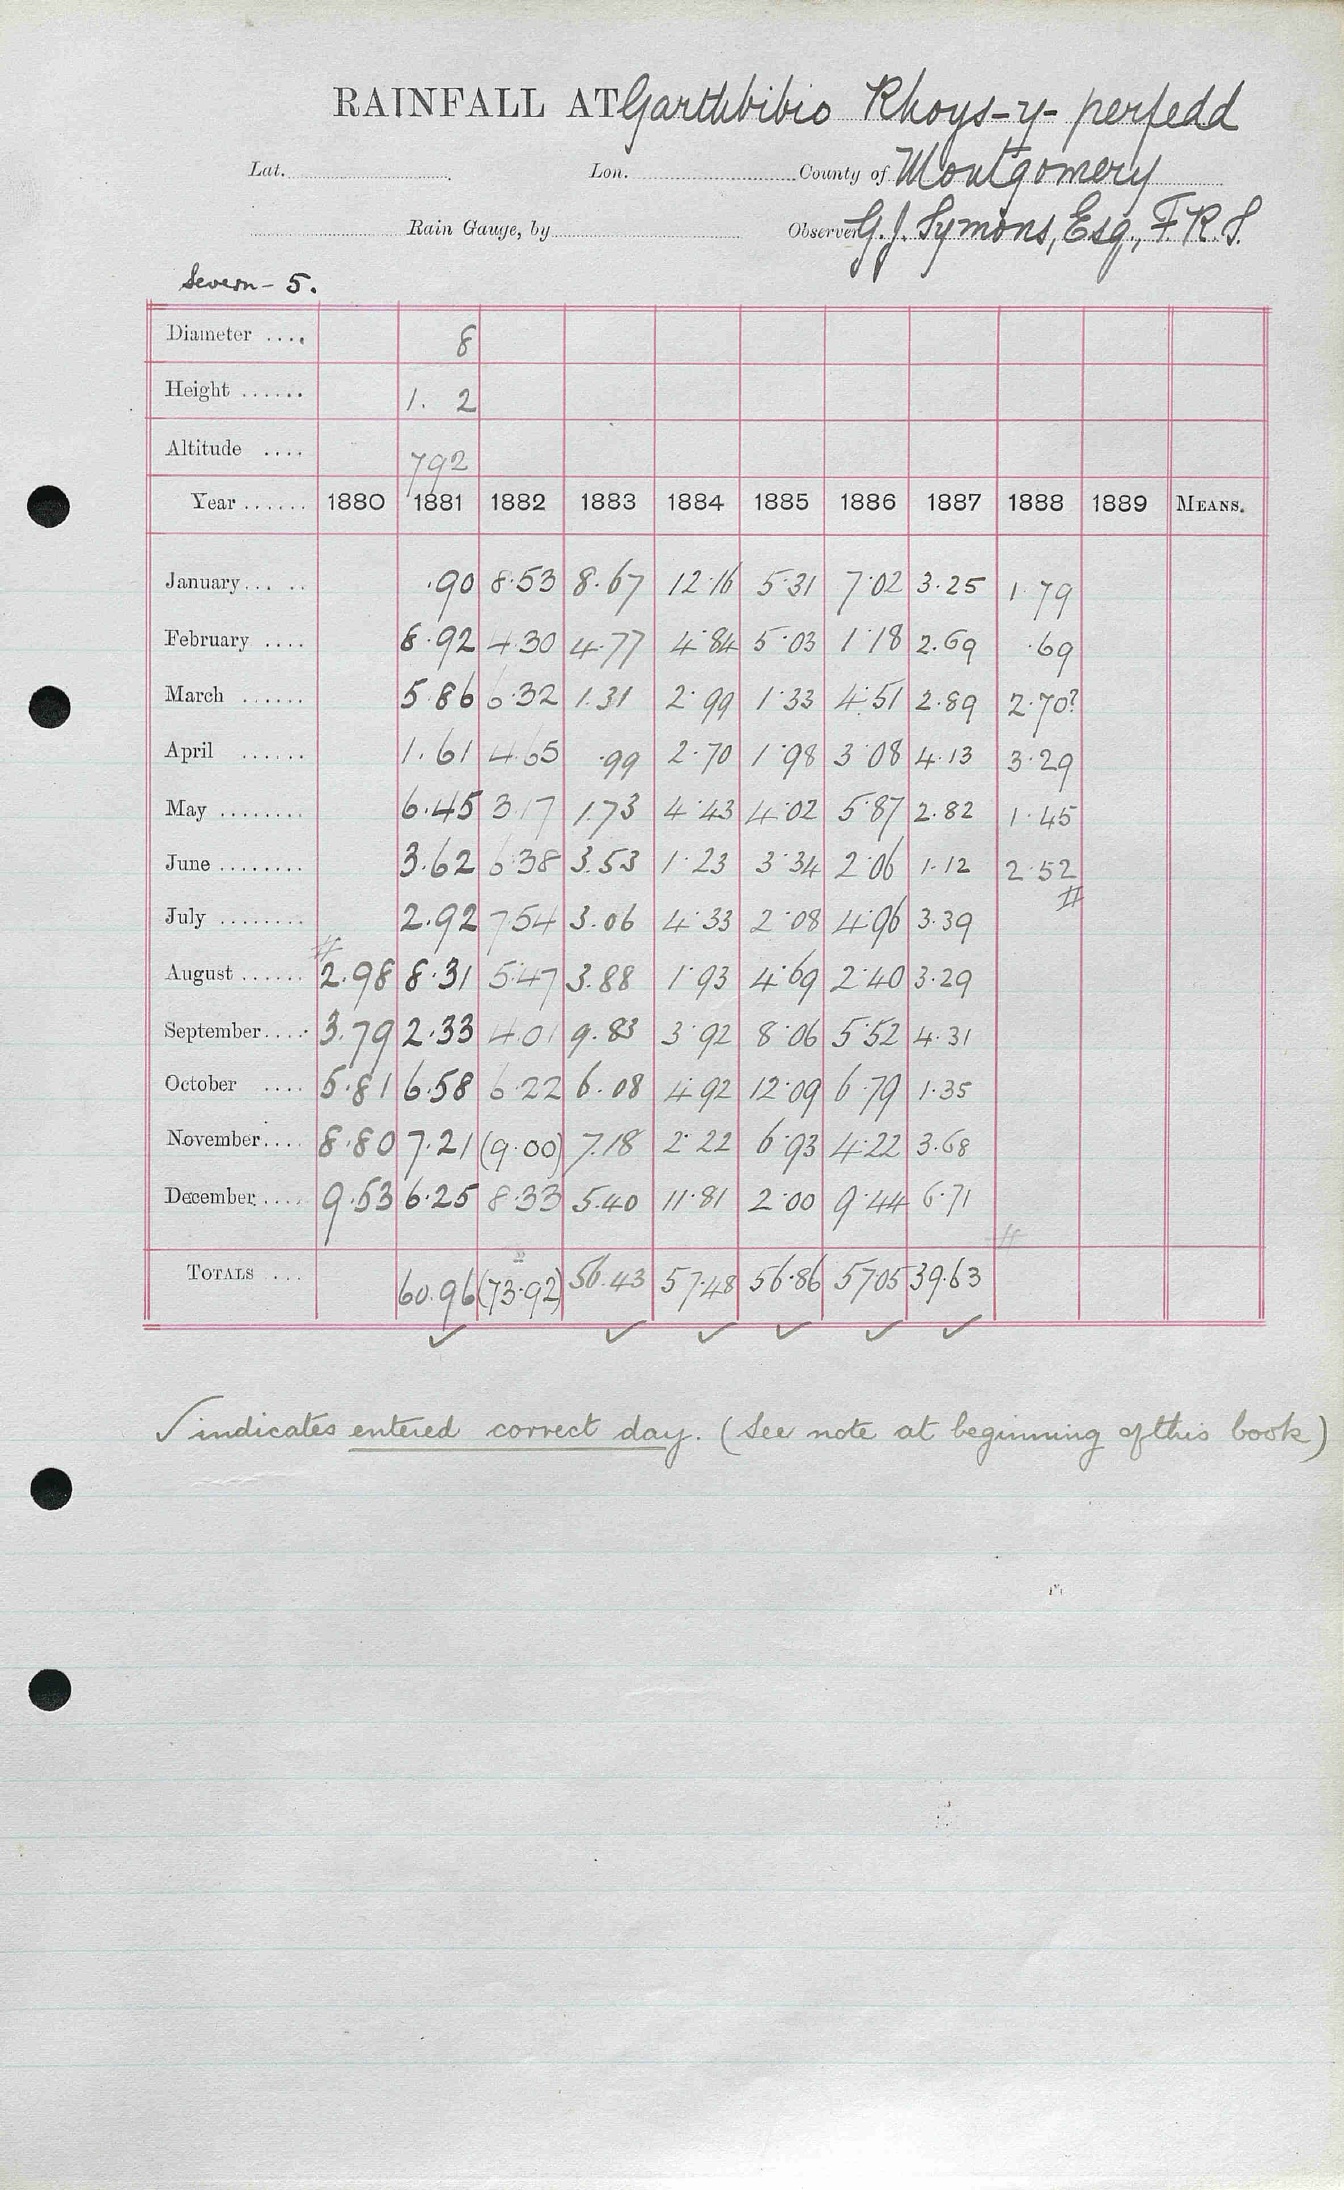 RAINFALL AT Garthbibio Rhoys-y-perfedd
Lat. Lon. County of Montgomery
Rain Gauge, by Observer G. J. Symons, Esq., F.R.S.
Severn - 5.
Diameter .... 8
Height ...... 1. 2
Altitude .... 792
Year ...... 1880 1881 1882 1883 1884 1885 1886 1887 1888 1889 MEANS.
January... .. .90 8.53 8.67 12.16 5.31 7.02 3.25 1.79
February .... 8.92 4.30 4.77 4.84 5.03 1.18 2.69 .69
March ...... 5.86 6.32 1.31 2.99 1.33 4.51 2.89 2.70?
April ...... 1.61 4.65 .99 2.70 1.98 3.08 4.13 3.29
May ........ 6.45 3.17 1.73 4.43 4.02 5.87 2.82 1.45
June ........ 3.62 6.38 3.53 1.23 3.34 2.06 1.12 2.52
July ........ 2.92 7.54 3.06 4.33 2.08 4.96 3.39
August ...... 2.98 8.31 5.47 3.88 1.93 4.69 2.40 3.29
September.... 3.79 2.33 4.01 9.83 3.92 8.06 5.52 4.31
October .... 5.81 6.58 6.22 6.08 4.92 12.09 6.79 1.35
November.... 8.80 7.21 (9.00) 7.18 2.22 6.93 4.22 3.68
December.... 9.53 6.25 8.33 5.40 11.81 2.00 9.44 6.71
TOTALS ... 60.96 (73.92) 56.43 57.48 56.86 57.05 39.63
✓ ✓ ✓ ✓ ✓ ✓
✓ indicates entered correct day. (See note at beginning of this book)